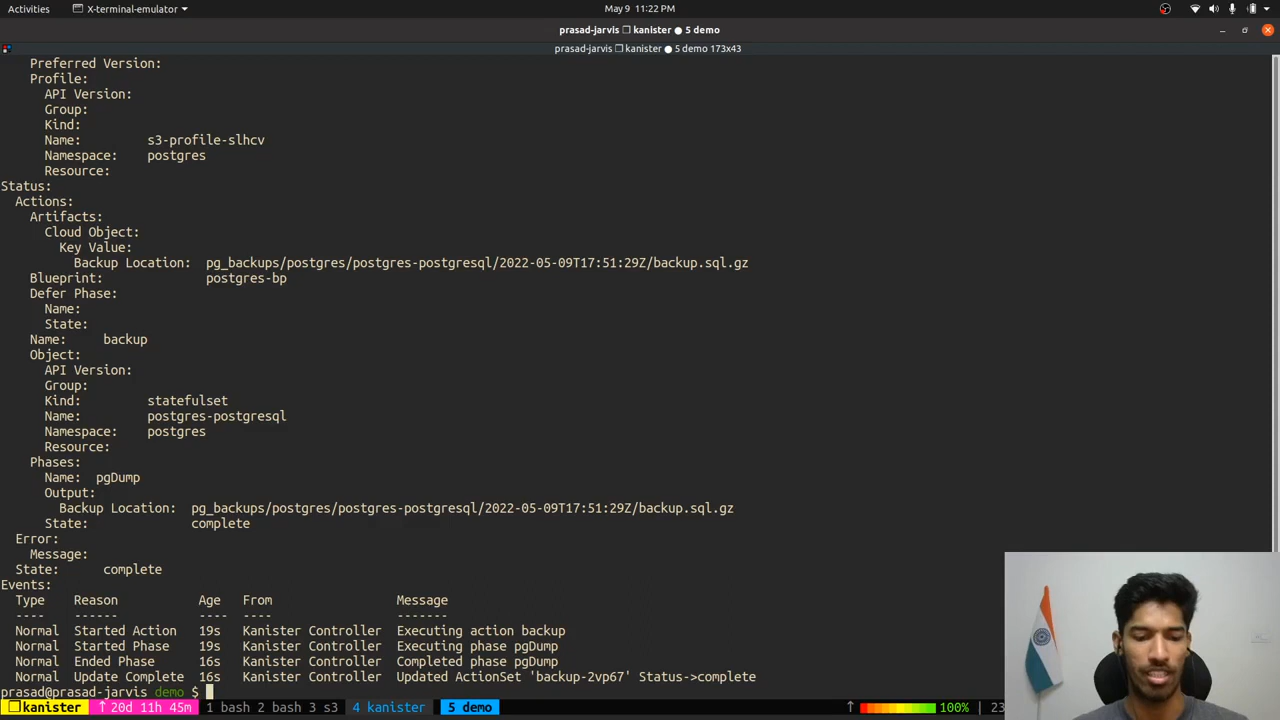 Activities X-terminal-emulator May 9 11:22 PM
prasad-jarvis ❐ kanister ● 5 demo
prasad-jarvis ❐ kanister ● 5 demo 173x43
Preferred Version:
Profile:
API Version:
Group:
Kind:
Name: s3-profile-slhcv
Namespace: postgres
Resource:
Status:
Actions:
Artifacts:
Cloud Object:
Key Value:
Backup Location: pg_backups/postgres/postgres-postgresql/2022-05-09T17:51:29Z/backup.sql.gz
Blueprint: postgres-bp
Defer Phase:
Name:
State:
Name: backup
Object:
API Version:
Group:
Kind: statefulset
Name: postgres-postgresql
Namespace: postgres
Resource:
Phases:
Name: pgDump
Output:
Backup Location: pg_backups/postgres/postgres-postgresql/2022-05-09T17:51:29Z/backup.sql.gz
State: complete
Error:
Message:
State: complete
Events:
Type Reason Age From Message
---- ------ ---- ---- -------
Normal Started Action 19s Kanister Controller Executing action backup
Normal Started Phase 19s Kanister Controller Executing phase pgDump
Normal Ended Phase 16s Kanister Controller Completed phase pgDump
Normal Update Complete 16s Kanister Controller Updated ActionSet 'backup-2vp67' Status->complete
prasad@prasad-jarvis demo $
❐ kanister ↑ 20d 11h 45m 1 bash 2 bash 3 s3 4 kanister 5 demo ↑ 100% 23